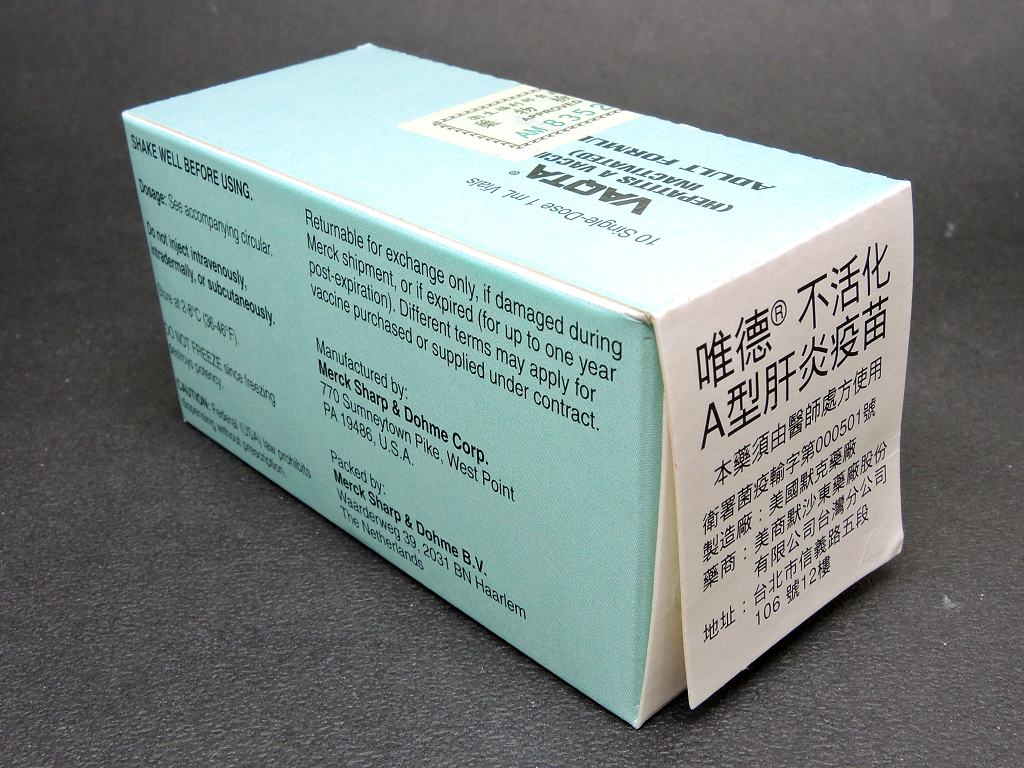 SHAKE WELL BEFORE USING.
Dosage: See accompanying circular.
Do not inject intravenously,
intradermally, or subcutaneously.
Store at 2-8°C (36-46°F).
DO NOT FREEZE since freezing
destroys potency.
CAUTION: Federal (USA) law prohibits
dispensing without prescription.
Returnable for exchange only, if damaged during
Merck shipment, or if expired (for up to one year
post-expiration). Different terms may apply for
vaccine purchased or supplied under contract.
Manufactured by:
Merck Sharp & Dohme Corp.
770 Sumneytown Pike, West Point
PA 19486, U.S.A.
Packed by:
Merck Sharp & Dohme B.V.
Waarderweg 39, 2031 BN Haarlem
The Netherlands
10 Single-Dose 1 mL Vials
VAQTA®
(HEPATITIS A VACCI
INACTIVATED)
ADULT FORMU
APPROVED
AM 8352
唯德® 不活化
A型肝炎疫苗
本藥須由醫師處方使用
衛署菌疫輸字第000501號
製造廠：美國默克藥廠
藥商：美商默沙東藥廠股份
有限公司台灣分公司
地址：台北市信義路五段
106 號12樓